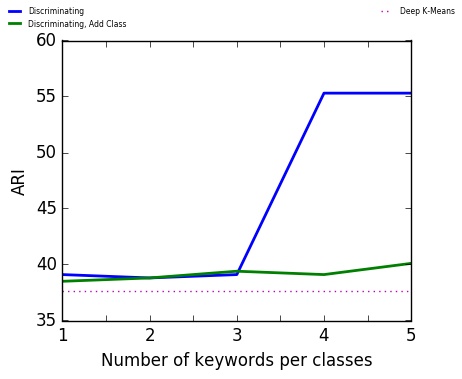 Discriminating
Discriminating, Add Class
Deep K-Means
60
55
50
45
40
35
ARI
1 2 3 4 5
Number of keywords per classes